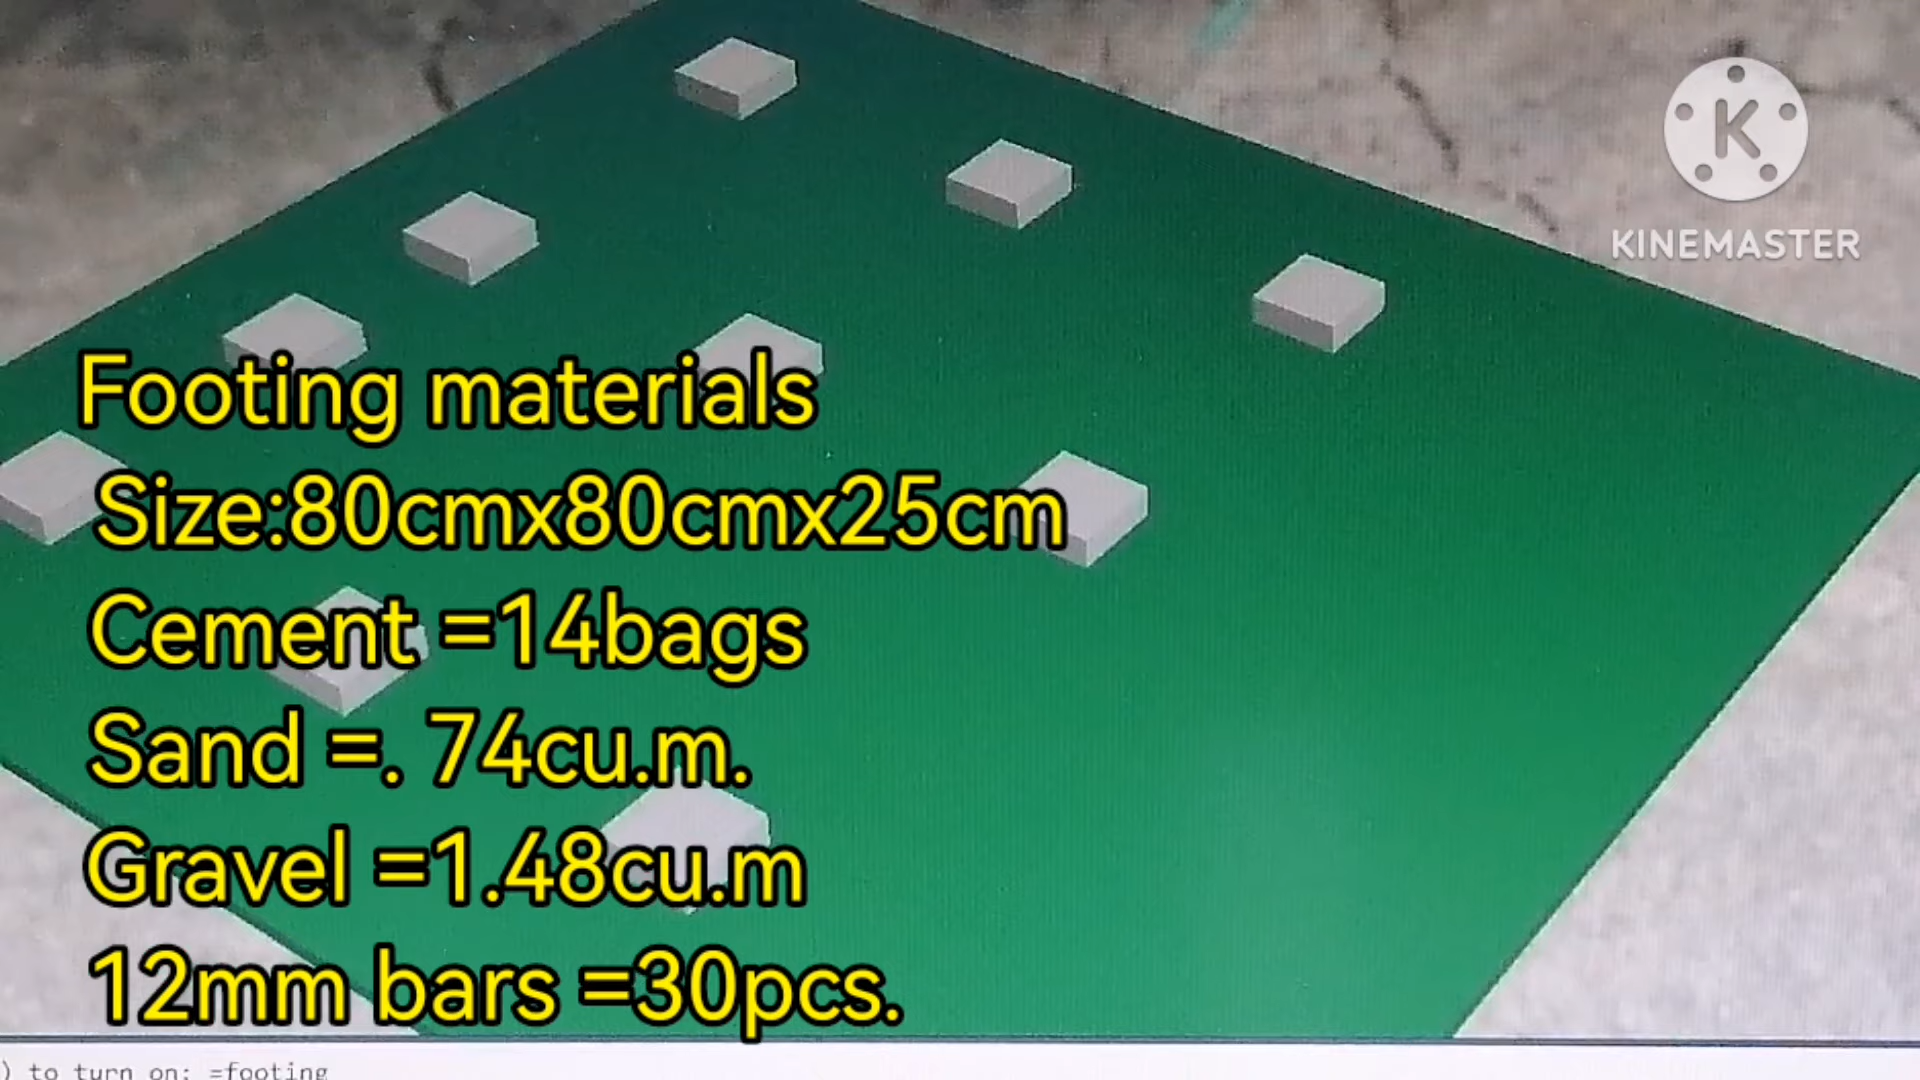 K
KINEMASTER
Footing materials
Size:80cmx80cmx25cm
Cement =14bags
Sand =. 74cu.m.
Gravel =1.48cu.m
12mm bars =30pcs.
) to turn on: =footing